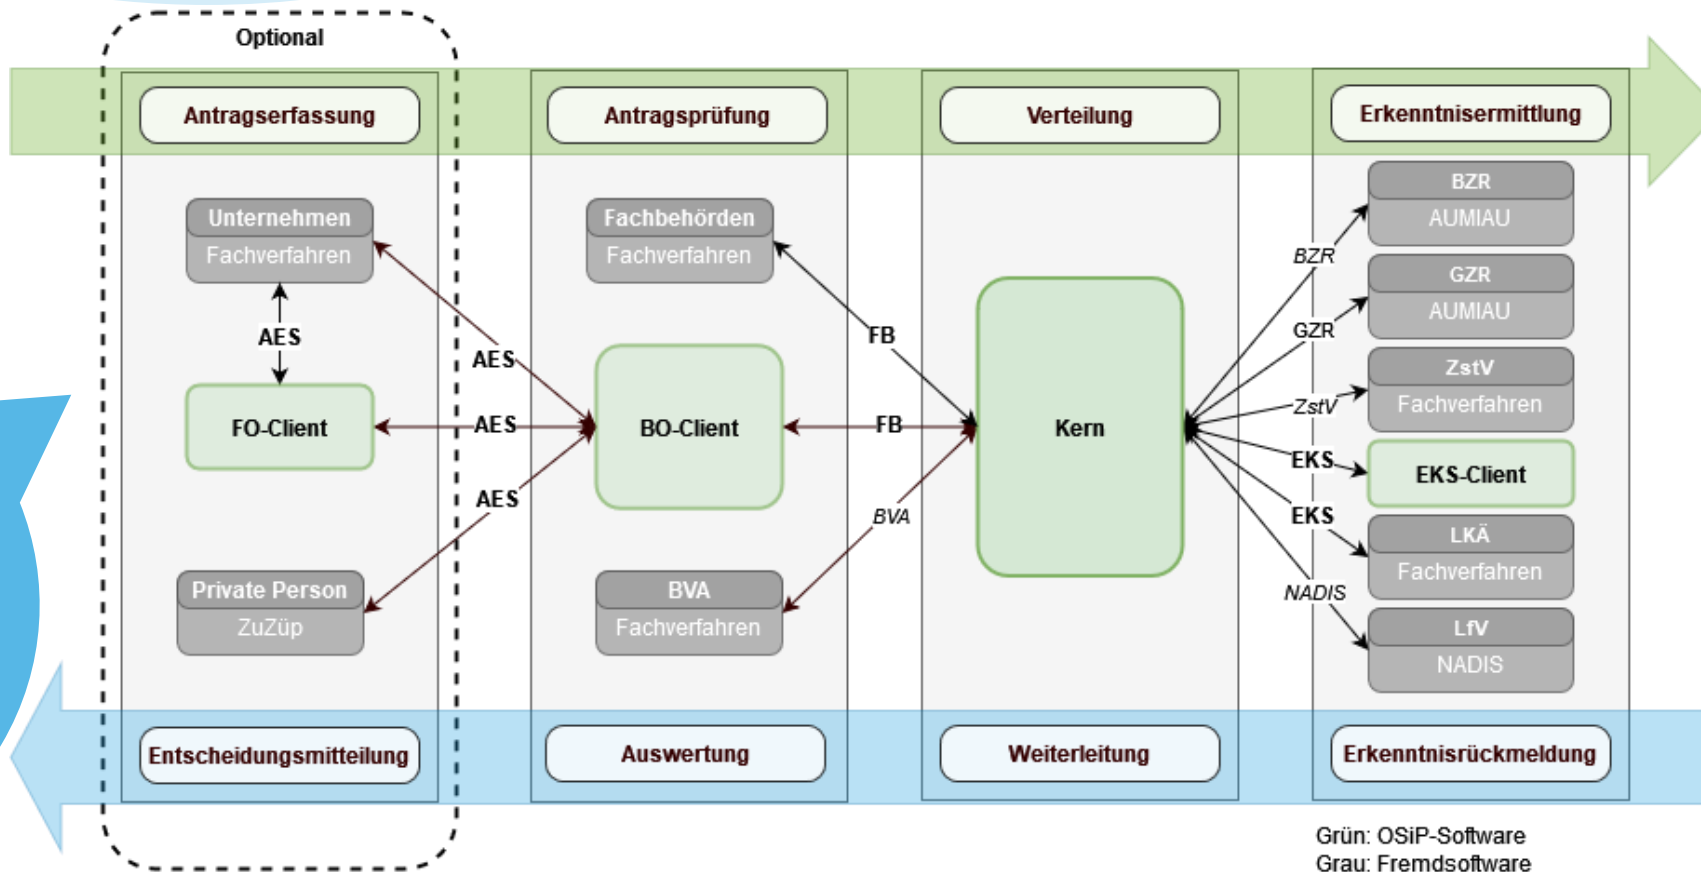 Optional
Antragserfassung
Antragsprüfung
Verteilung
Erkenntnisermittlung
Unternehmen
Fachverfahren
AES
FO-Client
Private Person
ZuZüp
AES
AES
AES
Fachbehörden
Fachverfahren
BO-Client
BVA
Fachverfahren
FB
FB
BVA
Kern
BZR
GZR
ZstV
EKS
EKS
NADIS
BZR
AUMIAU
GZR
AUMIAU
ZstV
Fachverfahren
EKS-Client
LKÄ
Fachverfahren
LfV
NADIS
Entscheidungsmitteilung
Auswertung
Weiterleitung
Erkenntnisrückmeldung
Grün: OSiP-Software
Grau: Fremdsoftware